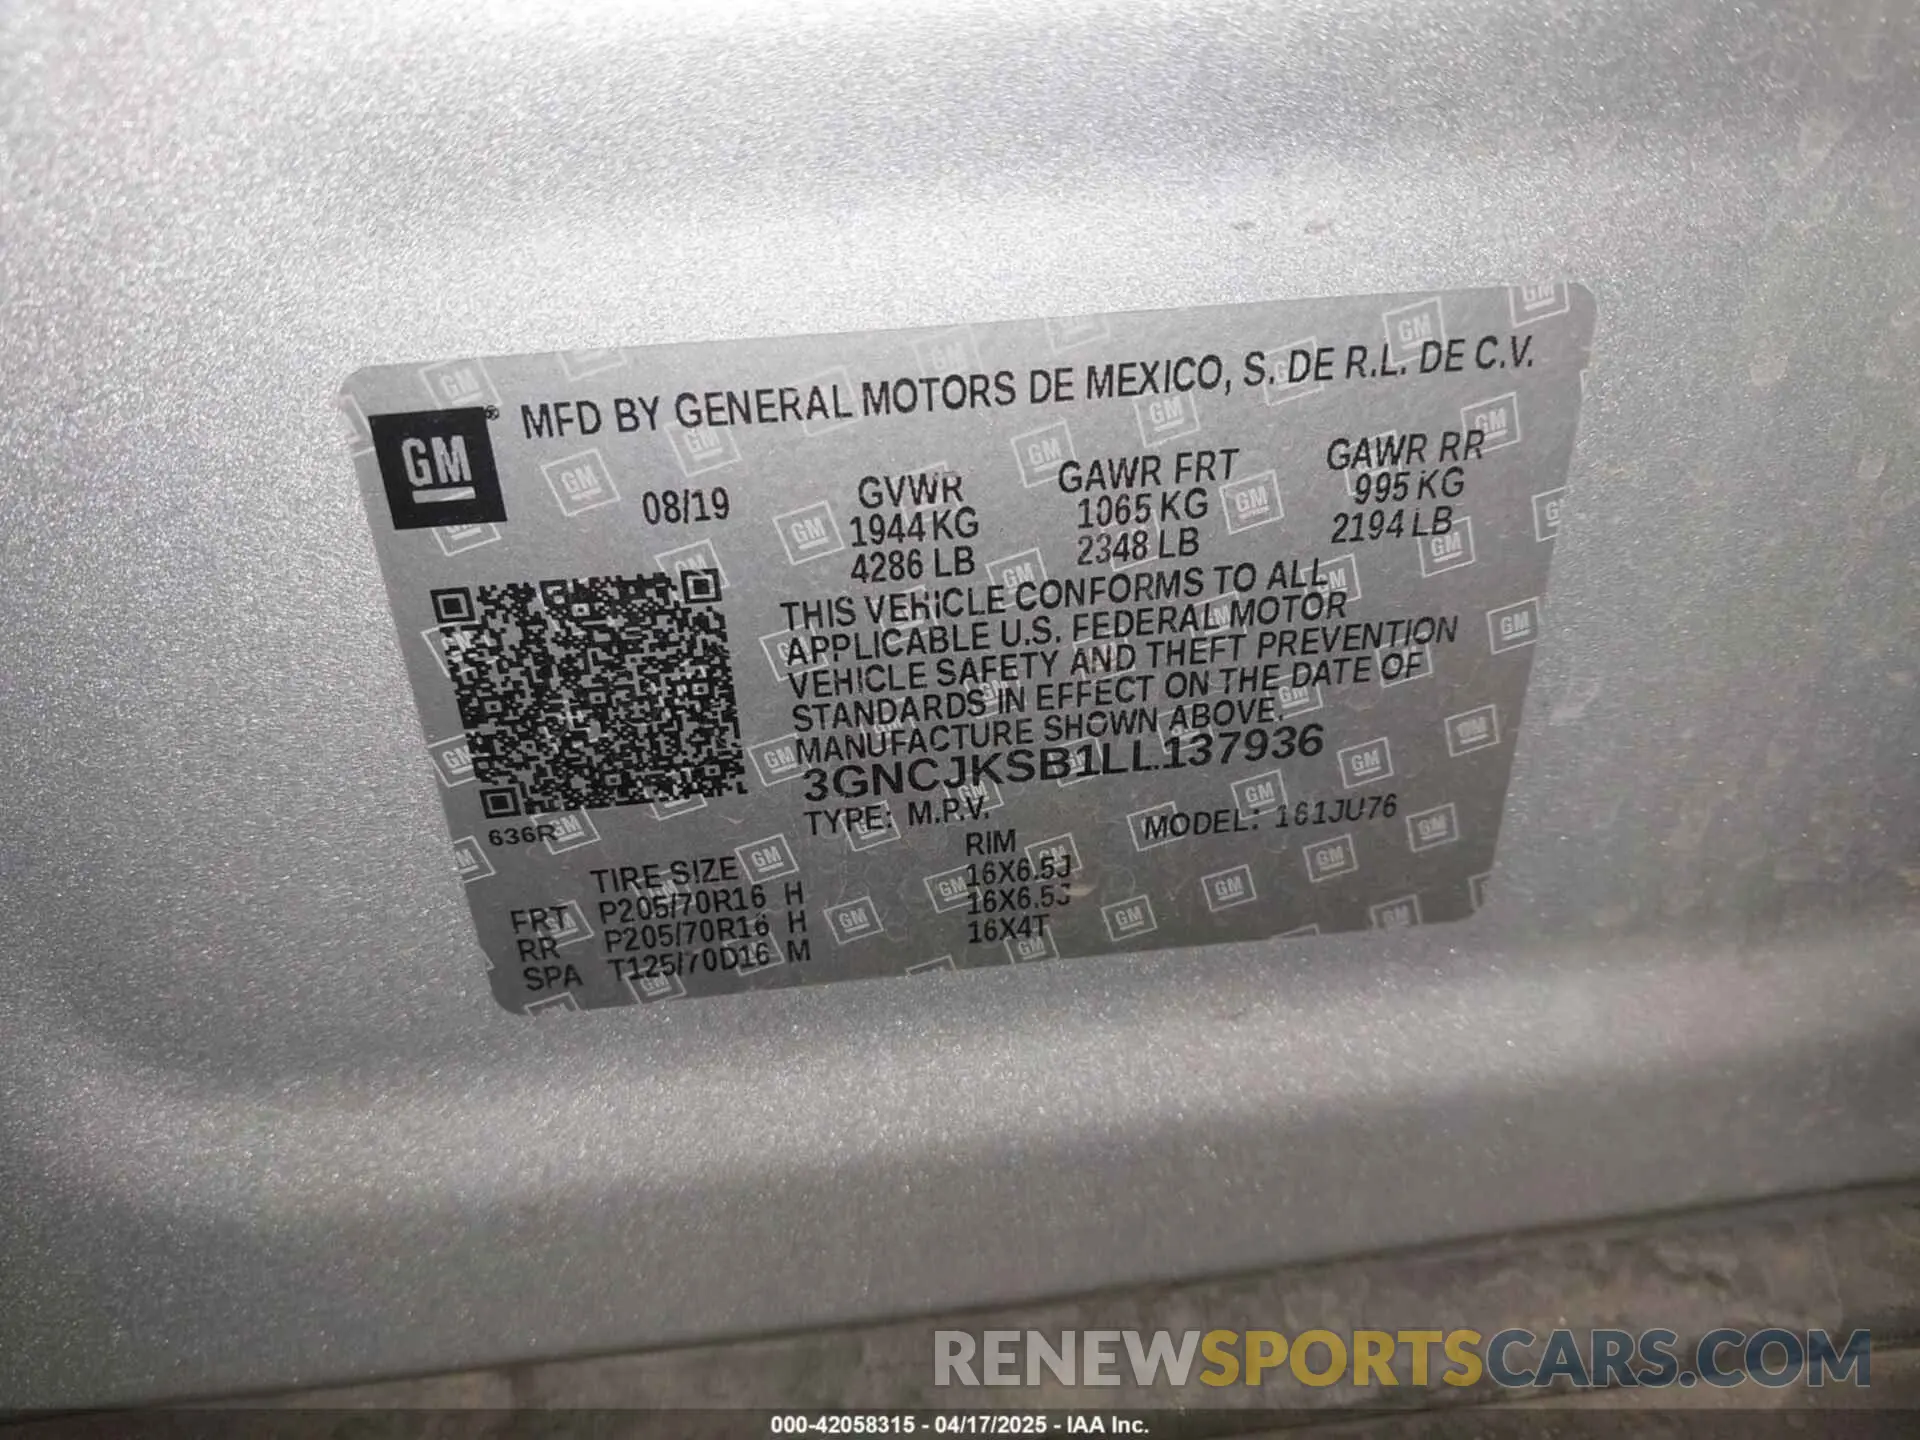 GM® MFD BY GENERAL MOTORS DE MEXICO, S. DE R.L. DE C.V.
08/19 GVWR GAWR FRT GAWR RR
1944 KG 1065 KG 995 KG
4286 LB 2348 LB 2194 LB
THIS VEHICLE CONFORMS TO ALL
APPLICABLE U.S. FEDERAL MOTOR
VEHICLE SAFETY AND THEFT PREVENTION
STANDARDS IN EFFECT ON THE DATE OF
MANUFACTURE SHOWN ABOVE.
3GNCJKSB1LL137936
TYPE: M.P.V. MODEL: 161JU76
636R
TIRE SIZE RIM
FRT P205/70R16 H 16X6.5J
RR P205/70R16 H 16X6.5J
SPA T125/70D16 M 16X4T
RENEWSPORTSCARS.COM
000-42058315 - 04/17/2025 - IAA Inc.